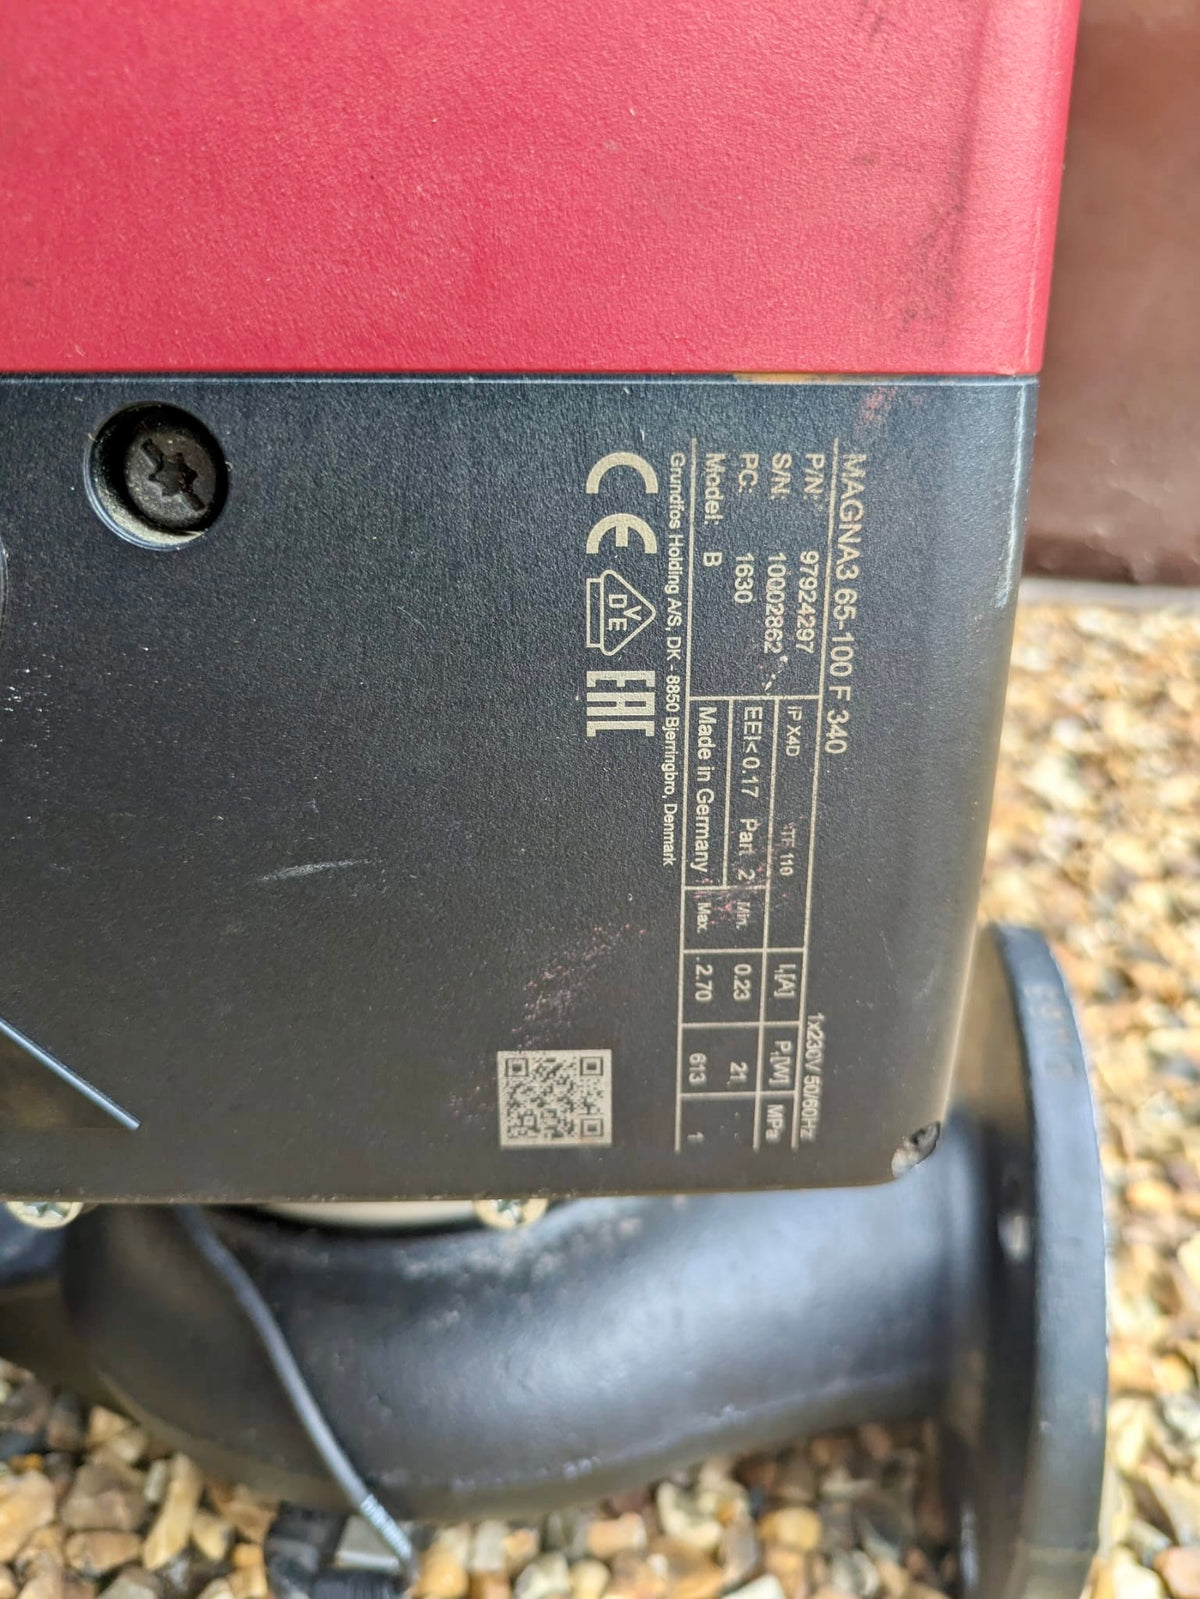 MAGNA3 65-100 F 340
1x230V 50/60Hz
P/N: 97924297
S/N: 10002862
PC: 1630
Model: B
IP X4D TF 110
EEI<0.17 Part 2
Made in Germany
I₁[A] P₁[W] MPa
Min. 0.23 21
Max. 2.70 613 1
Grundfos Holding A/S, DK - 8850 Bjerringbro, Denmark
CE DVE EAC